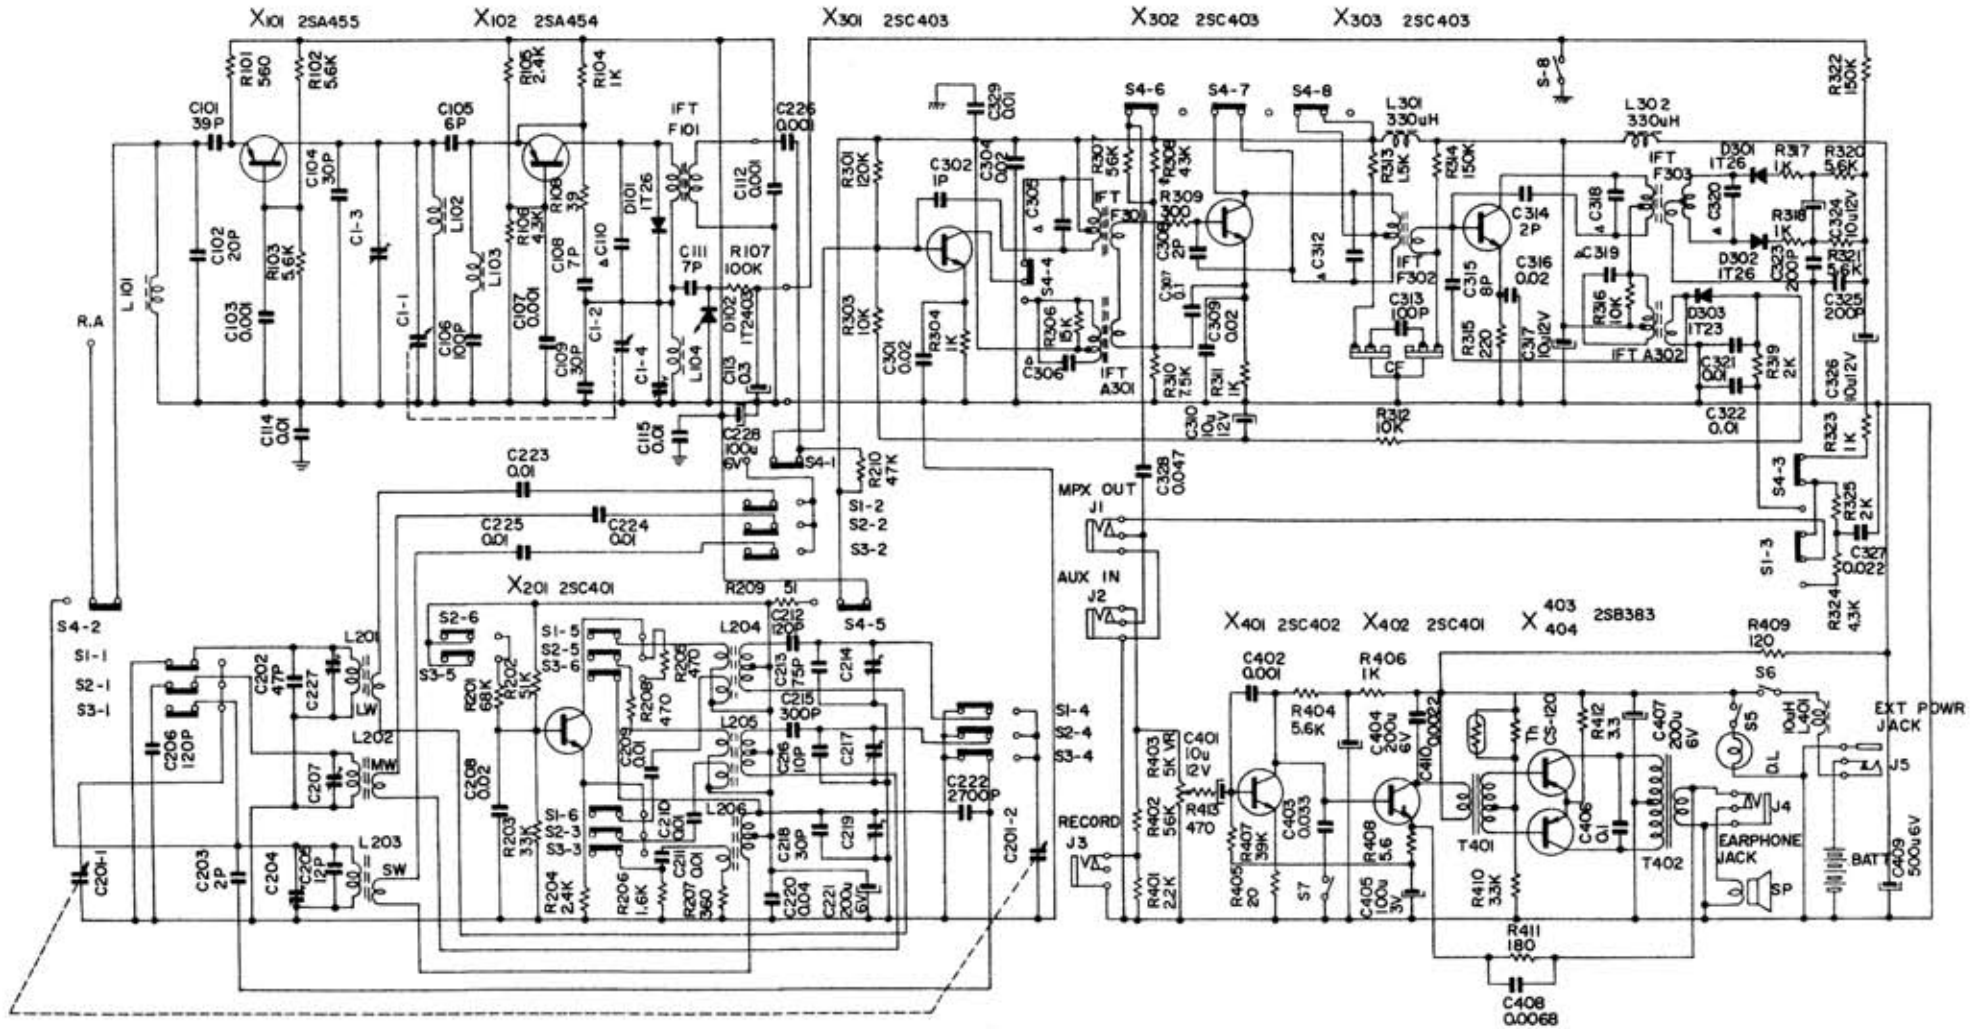 X101 2SA455
X102 2SA454
X301 2SC403
X302 2SC403
X303 2SC403
R101
560
R102
5.6K
R105
2.4K
R104
1K
C101
39P
C105
6P
IFT
F101
C226
0.001
C329
0.01
S4-6
S4-7
S4-8
L301
330uH
S-8
L302
330uH
R322
150K
C104
30P
C1-3
L102
L103
R106
4.3K
R108
39
C108
7P
D101
1T26
△C110
C112
0.001
R301
120K
C302
1P
C304
0.02
C305
△
R307
56K
R308
4.3K
R309
300
IFT
F301
C308
2P
C307
0.1
C309
0.02
△C312
R313
1.5K
R314
150K
IFT
F302
C313
100P
C314
2P
C315
8P
C316
0.02
△C318
IFT
F303
△C319
△C320
D301
1T26
R317
1K
R320
5.6K
R318
1K
C324
10u12V
D302
1T26
C323
200P
R321
5.6K
C325
200P
L101
R.A
C102
20P
R103
5.6K
C103
0.001
C1-1
C106
100P
C107
0.001
C109
30P
C1-2
C1-4
L104
C111
7P
R107
100K
D102
1T2403
C113
0.3
R303
10K
C301
0.02
R304
1K
S4-4
R306
15K
△
C306
IFT
A301
R310
7.5K
R311
1K
C310
10u
12V
CF
R315
220
C317
10u12V
R316
10K
IFT A302
D303
1T23
C321
0.01
C322
0.01
R319
2K
C326
10u12V
R323
1K
R312
10K
C114
0.01
C115
0.01
C228
100u
6V
S4-1
R210
47K
C223
0.01
C225
0.01
C224
0.01
S1-2
S2-2
S3-2
C328
0.047
MPX OUT
J1
AUX IN
J2
S4-3
R325
2K
S1-3
C327
0.022
R324
4.3K
S4-2
S1-1
S2-1
S3-1
L201
LW
C202
47P
C227
L202
MW
C206
120P
C207
L203
SW
C201-1
C203
2P
C204
C205
12P
X201 2SC401
S2-6
S3-5
R201
68K
R202
51K
S1-5
S2-5
S3-6
R205
470
R208
470
C208
0.02
R203
33K
R204
2.4K
C209
0.01
S1-6
S2-3
S3-3
C210
0.01
C211
0.01
R206
1.6K
R207
360
R209
51
C212
120P
S4-5
L204
C213
75P
C214
L205
C215
300P
C216
10P
C217
L206
C218
30P
C219
C220
0.04
C221
200u
6V
S1-4
S2-4
S3-4
C222
2700P
C201-2
RECORD
J3
X401 2SC402
X402 2SC401
X 403
404 2SB383
R409
120
C402
0.001
R404
5.6K
R406
1K
C404
200u
6V
C410
0.0022
Th
CS-120
R412
3.3
C407
200u
6V
S6
S5
D.L
10uH
L401
EXT POWR
JACK
J5
R403
5K VR
C401
10u
12V
R413
470
R402
56K
R401
2.2K
R407
39K
R405
20
C403
0.033
S7
R408
5.6
C405
100u
3V
T401
R410
33K
C406
0.1
T402
J4
EARPHONE
JACK
SP
BATT
C409
500u6V
R411
180
C408
0.0068